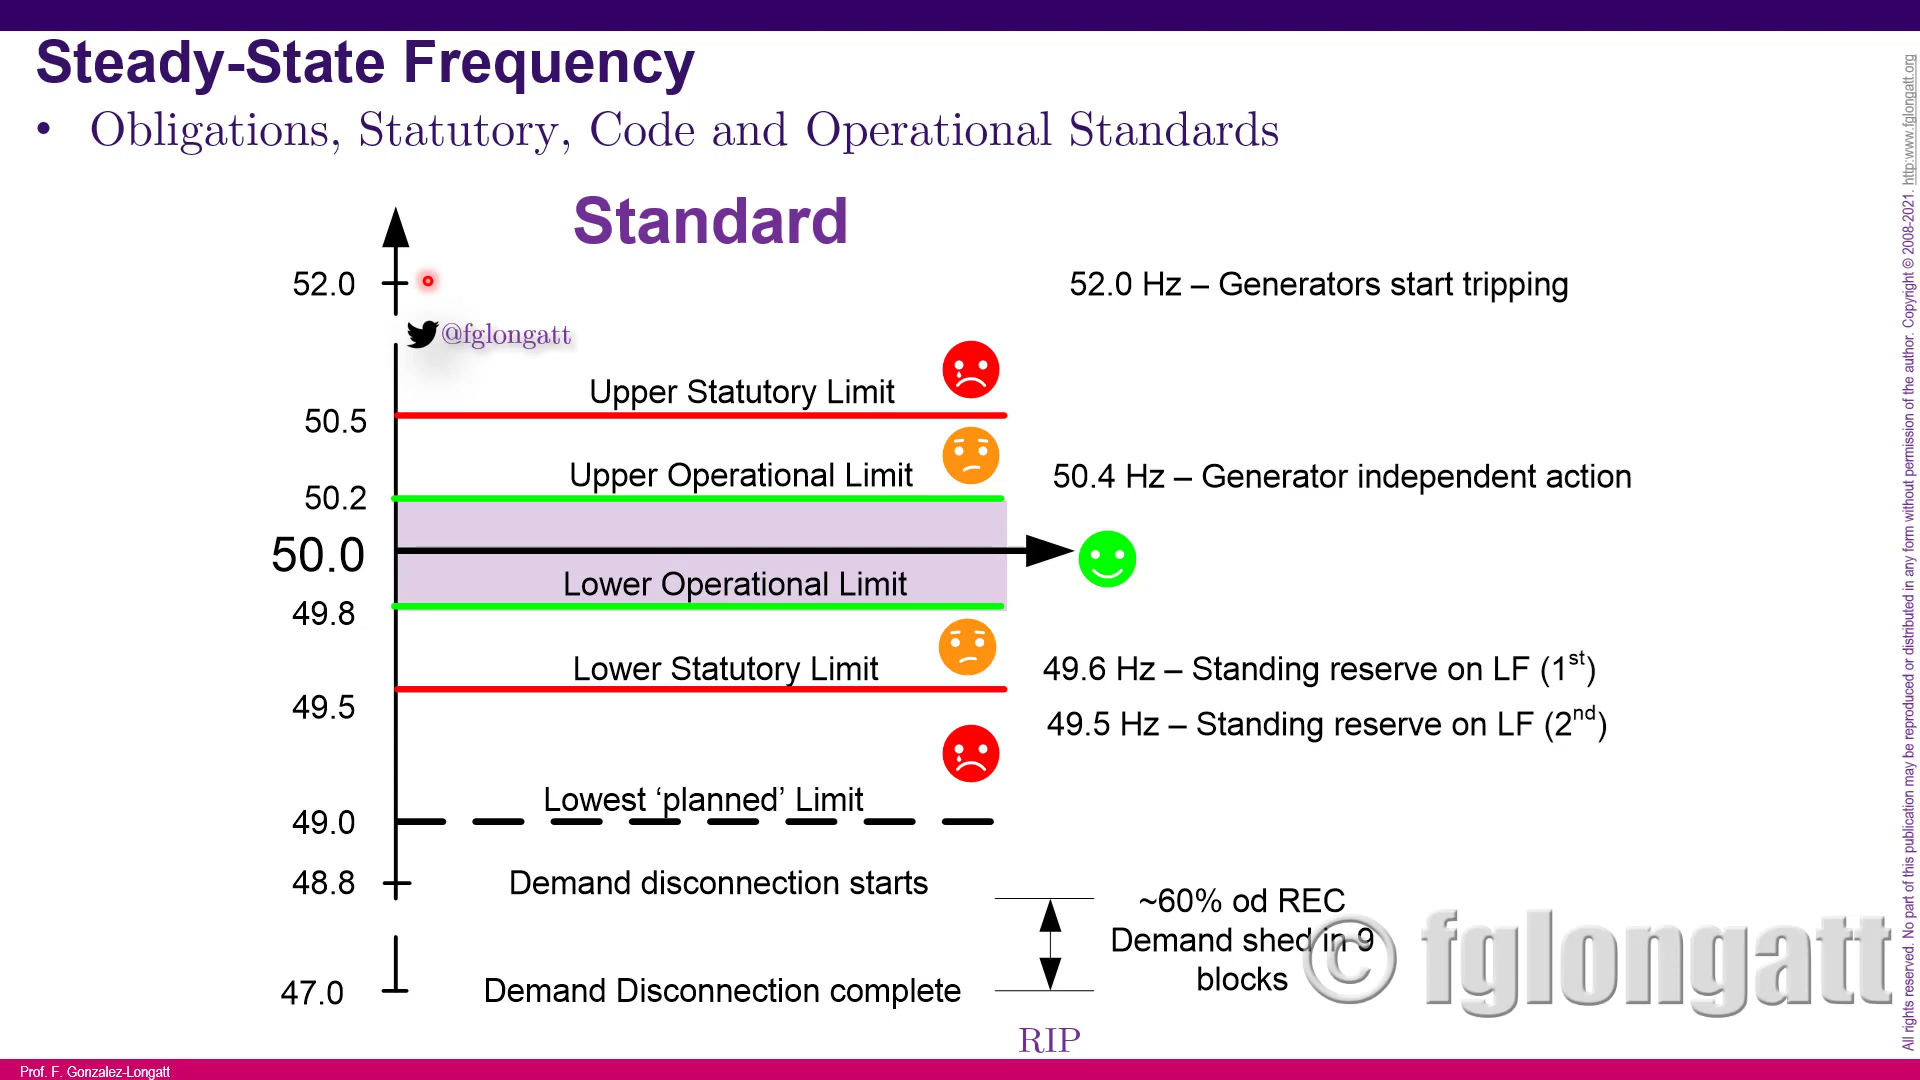 Steady-State Frequency
• Obligations, Statutory, Code and Operational Standards
Standard
52.0
52.0 Hz – Generators start tripping
@fglongatt
Upper Statutory Limit
50.5
Upper Operational Limit
50.4 Hz – Generator independent action
50.2
50.0
Lower Operational Limit
49.8
Lower Statutory Limit
49.6 Hz – Standing reserve on LF (1st)
49.5
49.5 Hz – Standing reserve on LF (2nd)
Lowest ‘planned’ Limit
49.0
48.8
Demand disconnection starts
~60% od REC
Demand shed in 9
blocks
47.0
Demand Disconnection complete
RIP
© fglongatt
Prof. F. Gonzalez-Longatt
All rights reserved. No part of this publication may be reproduced or distributed in any form without permission of the author. Copyright © 2008-2021. http:www.fglongatt.org